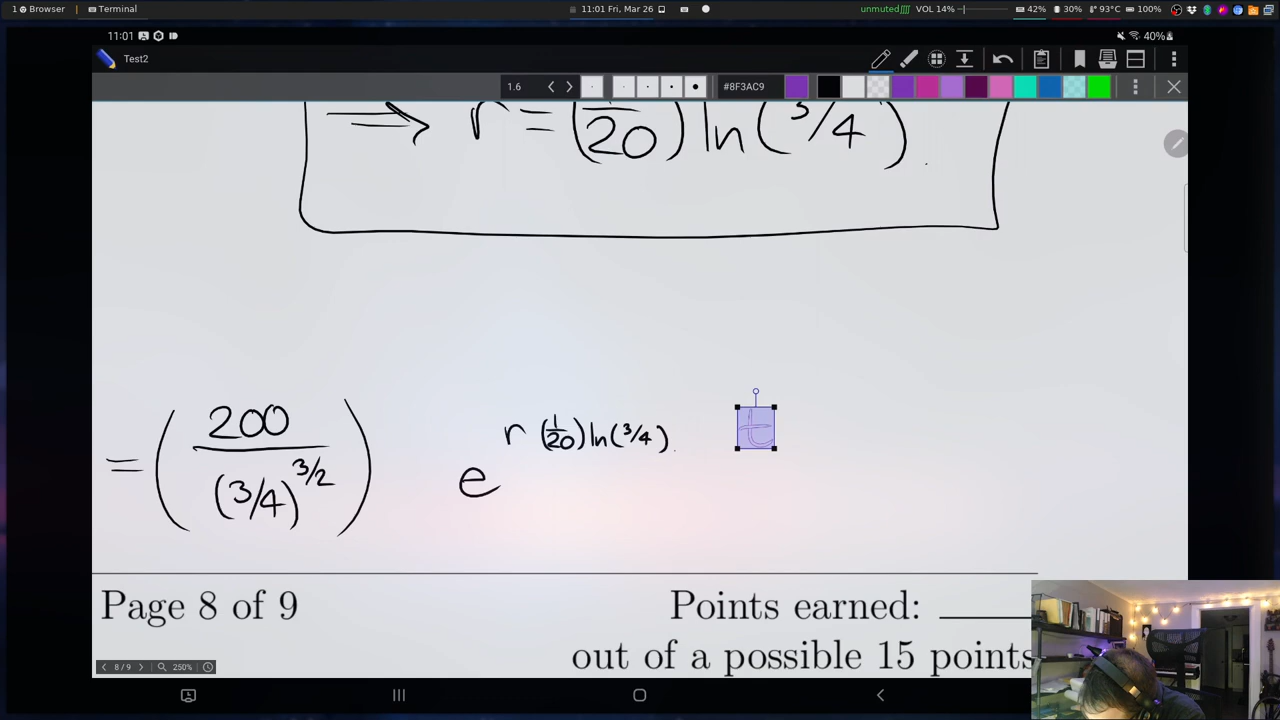 1 Browser Terminal 11:01 Fri, Mar 26 unmuted VOL 14% 42% 30% 93°C 100%
11:01 40%
Test2
1.6 #8F3AC9
⟹ r = (1/20) ln(3/4).
= (200/(3/4)^{3/2}) e^{r (1/20) ln(3/4). t}
Page 8 of 9 Points earned:
out of a possible 15 points
8 / 9 250%